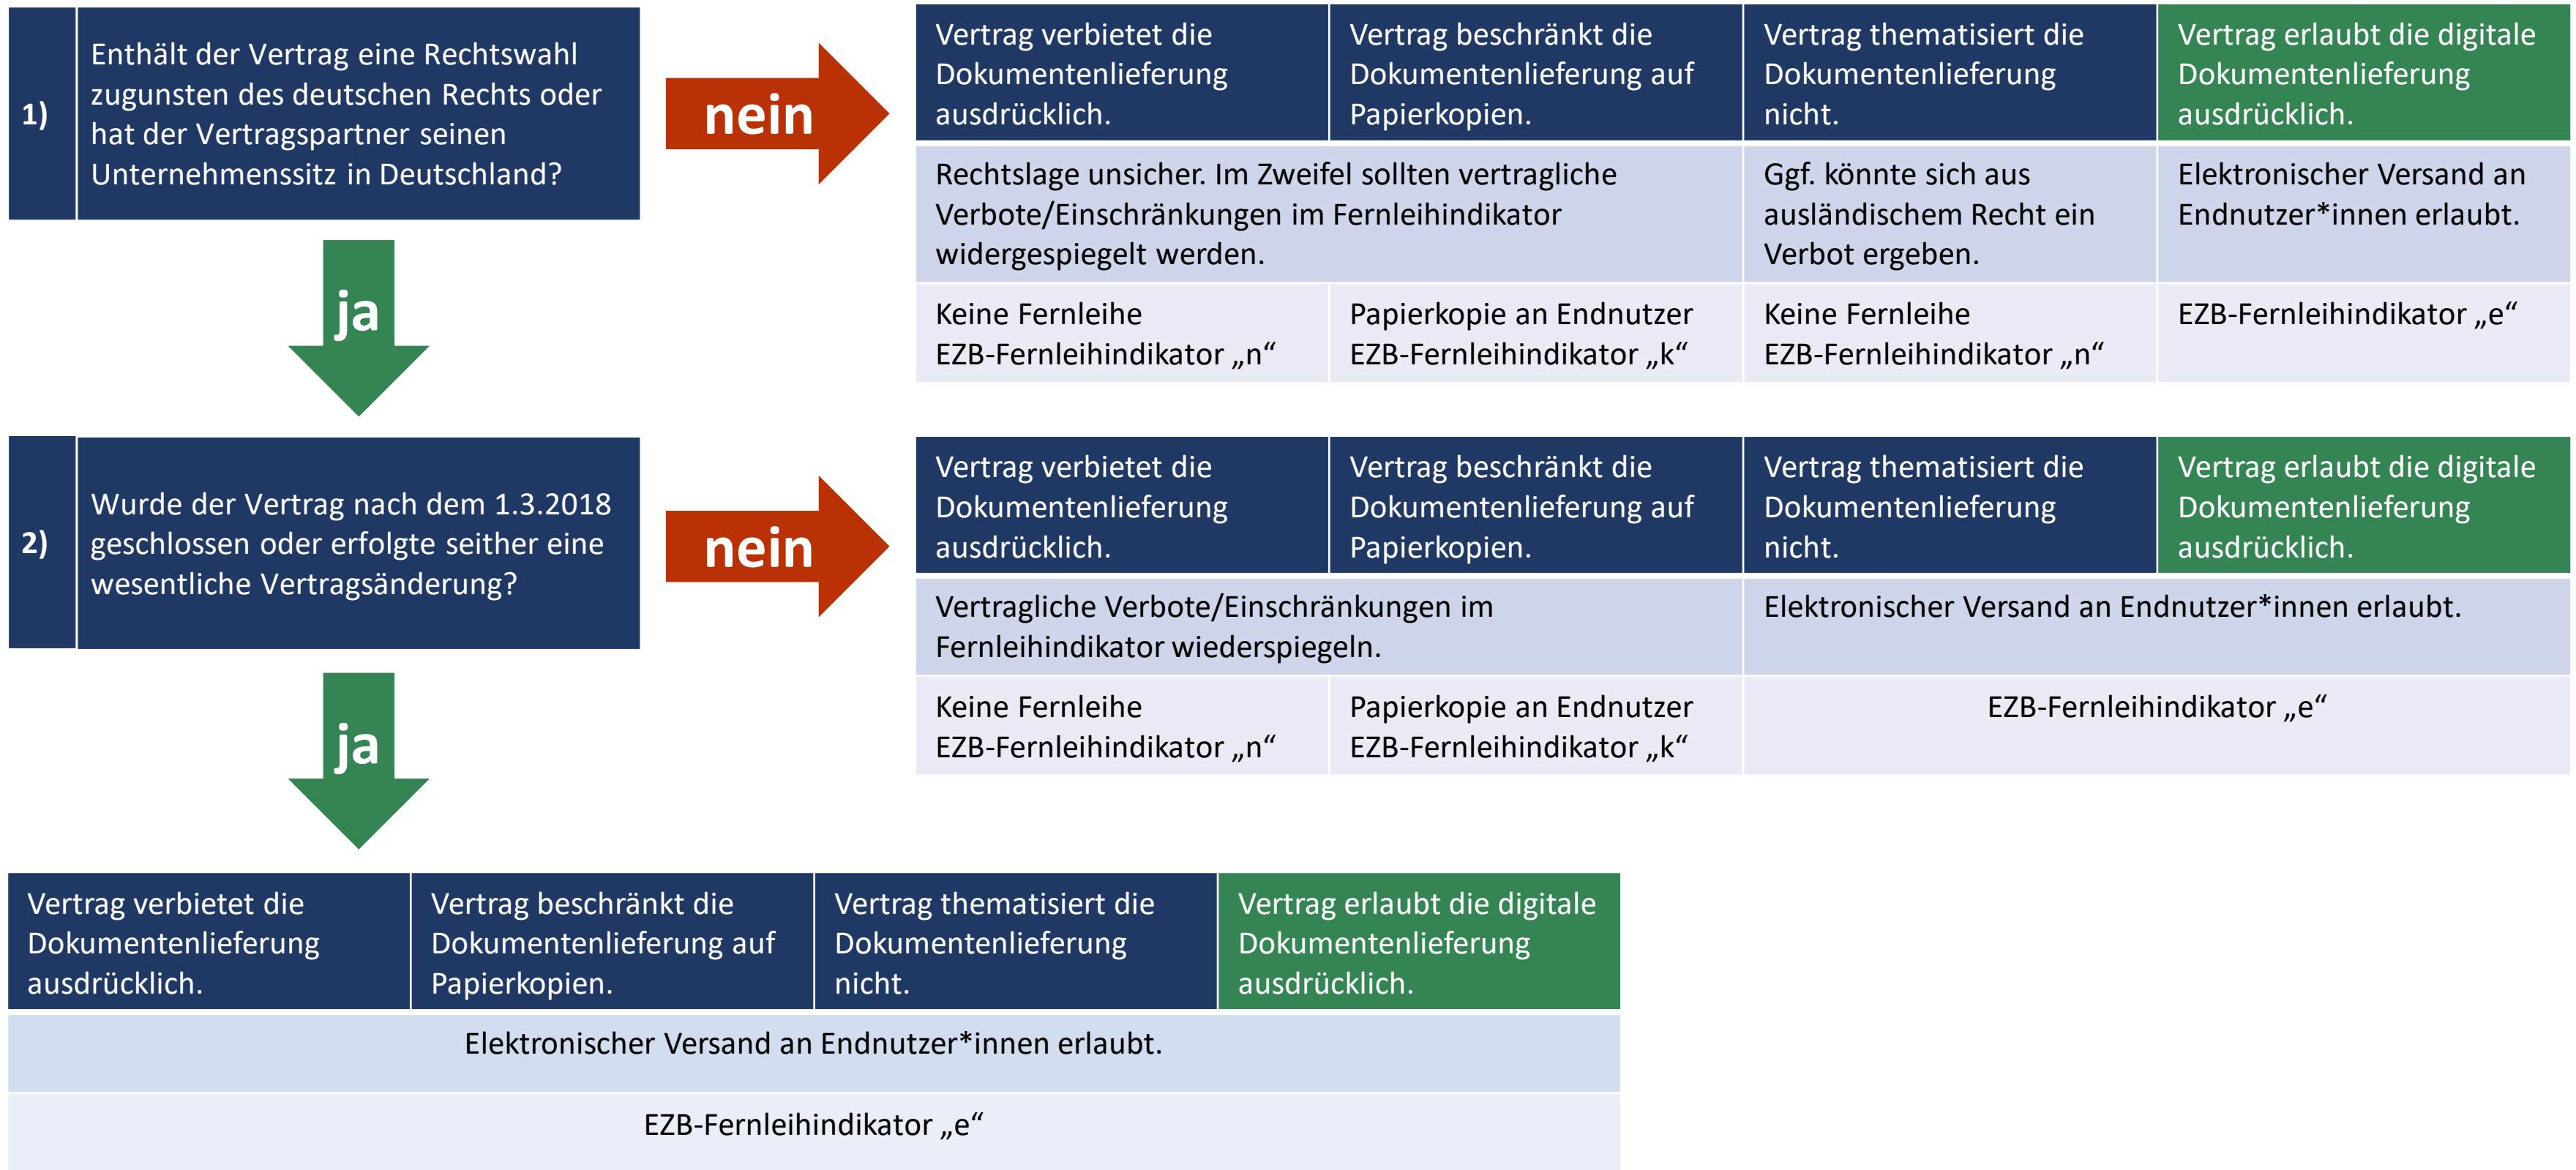 1)
Enthält der Vertrag eine Rechtswahl
zugunsten des deutschen Rechts oder
hat der Vertragspartner seinen
Unternehmenssitz in Deutschland?
nein
Vertrag verbietet die
Dokumentenlieferung
ausdrücklich.
Vertrag beschränkt die
Dokumentenlieferung auf
Papierkopien.
Vertrag thematisiert die
Dokumentenlieferung
nicht.
Vertrag erlaubt die digitale
Dokumentenlieferung
ausdrücklich.
Rechtslage unsicher. Im Zweifel sollten vertragliche
Verbote/Einschränkungen im Fernleihindikator
widergespiegelt werden.
Ggf. könnte sich aus
ausländischem Recht ein
Verbot ergeben.
Elektronischer Versand an
Endnutzer*innen erlaubt.
Keine Fernleihe
EZB-Fernleihindikator „n“
Papierkopie an Endnutzer
EZB-Fernleihindikator „k“
Keine Fernleihe
EZB-Fernleihindikator „n“
EZB-Fernleihindikator „e“
ja
2)
Wurde der Vertrag nach dem 1.3.2018
geschlossen oder erfolgte seither eine
wesentliche Vertragsänderung?
nein
Vertrag verbietet die
Dokumentenlieferung
ausdrücklich.
Vertrag beschränkt die
Dokumentenlieferung auf
Papierkopien.
Vertrag thematisiert die
Dokumentenlieferung
nicht.
Vertrag erlaubt die digitale
Dokumentenlieferung
ausdrücklich.
Vertragliche Verbote/Einschränkungen im
Fernleihindikator wiederspiegeln.
Elektronischer Versand an Endnutzer*innen erlaubt.
Keine Fernleihe
EZB-Fernleihindikator „n“
Papierkopie an Endnutzer
EZB-Fernleihindikator „k“
EZB-Fernleihindikator „e“
ja
Vertrag verbietet die
Dokumentenlieferung
ausdrücklich.
Vertrag beschränkt die
Dokumentenlieferung auf
Papierkopien.
Vertrag thematisiert die
Dokumentenlieferung
nicht.
Vertrag erlaubt die digitale
Dokumentenlieferung
ausdrücklich.
Elektronischer Versand an Endnutzer*innen erlaubt.
EZB-Fernleihindikator „e“